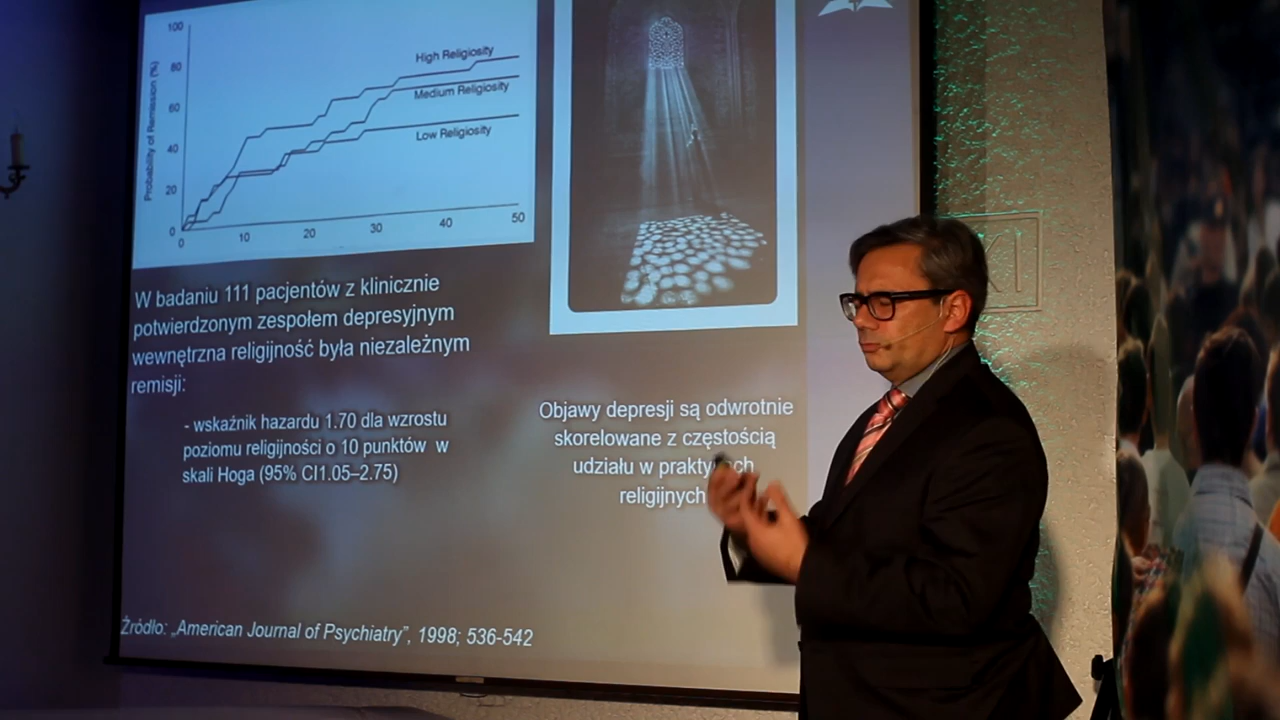 100
80
60
40
20
0
Probability of Remission (%)
High Religiosity
Medium Religiosity
Low Religiosity
0 10 20 30 40 50
W badaniu 111 pacjentów z klinicznie
potwierdzonym zespołem depresyjnym
wewnętrzna religijność była niezależnym
remisji:
- wskaźnik hazardu 1.70 dla wzrostu
poziomu religijności o 10 punktów w
skali Hoga (95% CI1.05–2.75)
Objawy depresji są odwrotnie
skorelowane z częstością
udziału w
religijnych
Źródło: „American Journal of Psychiatry”, 1998; 536-542
XI